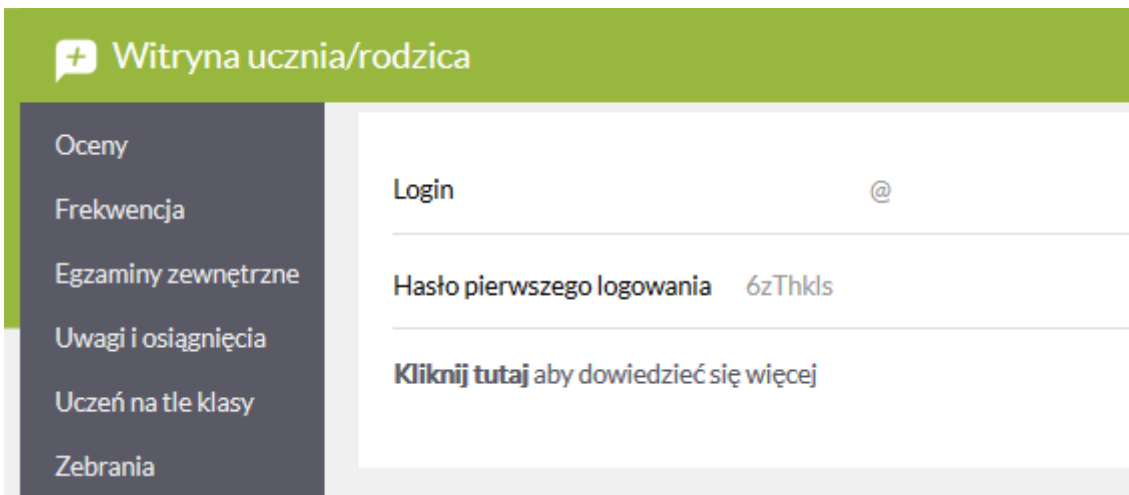 Witryna ucznia/rodzica
Oceny
Frekwencja
Egzaminy zewnętrzne
Uwagi i osiągnięcia
Uczeń na tle klasy
Zebrania
Login @
Hasło pierwszego logowania 6zThkls
Kliknij tutaj aby dowiedzieć się więcej